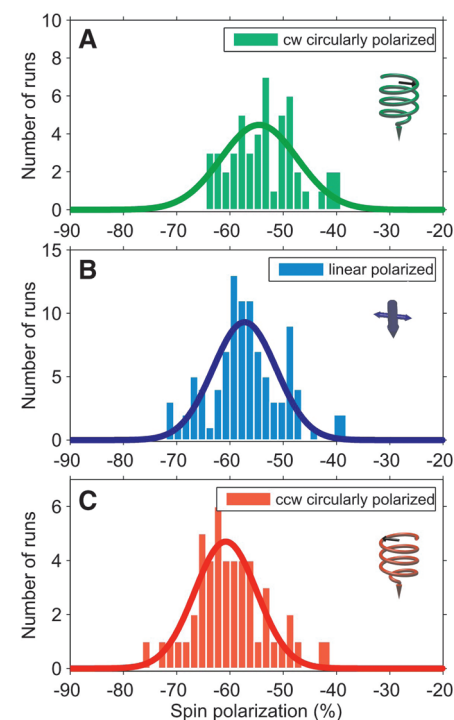 A
cw circularly polarized
Number of runs
10
8
6
4
2
0
-90 -80 -70 -60 -50 -40 -30 -20
B
linear polarized
Number of runs
15
10
5
0
-90 -80 -70 -60 -50 -40 -30 -20
C
ccw circularly polarized
Number of runs
6
4
2
0
-90 -80 -70 -60 -50 -40 -30 -20
Spin polarization (%)